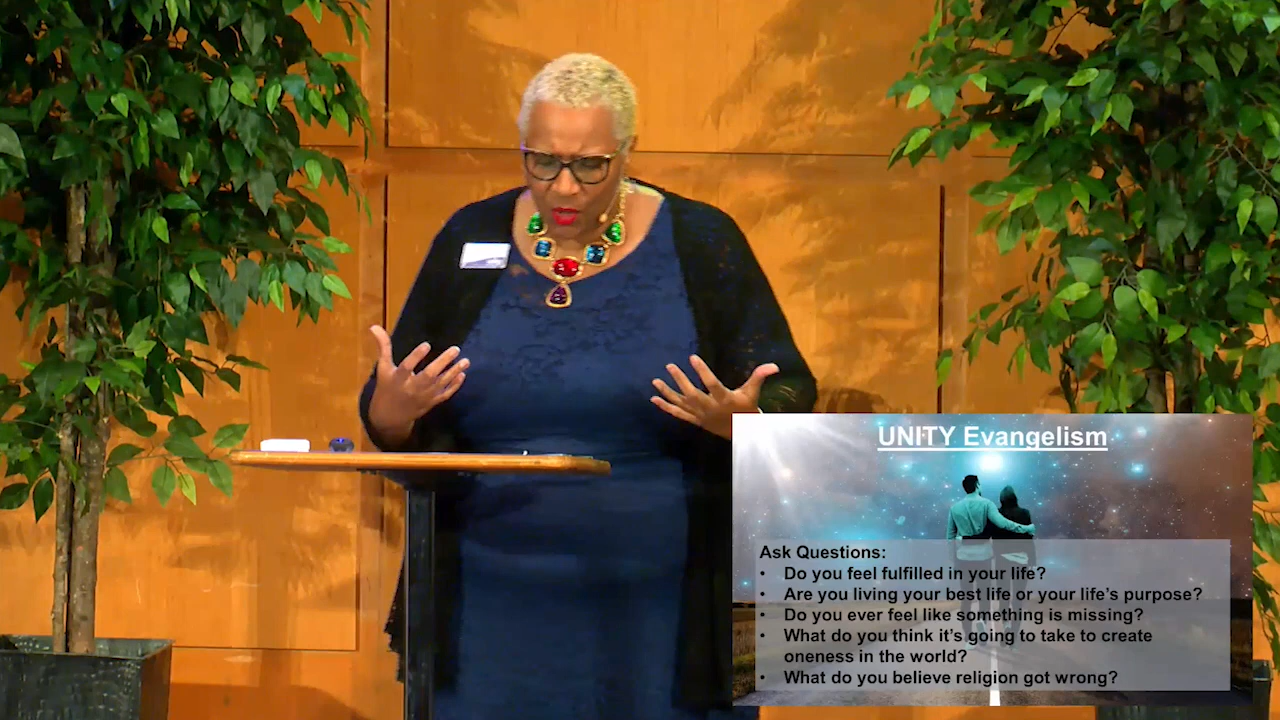 UNITY Evangelism
Ask Questions:
• Do you feel fulfilled in your life?
• Are you living your best life or your life's purpose?
• Do you ever feel like something is missing?
• What do you think it's going to take to create
oneness in the world?
• What do you believe religion got wrong?